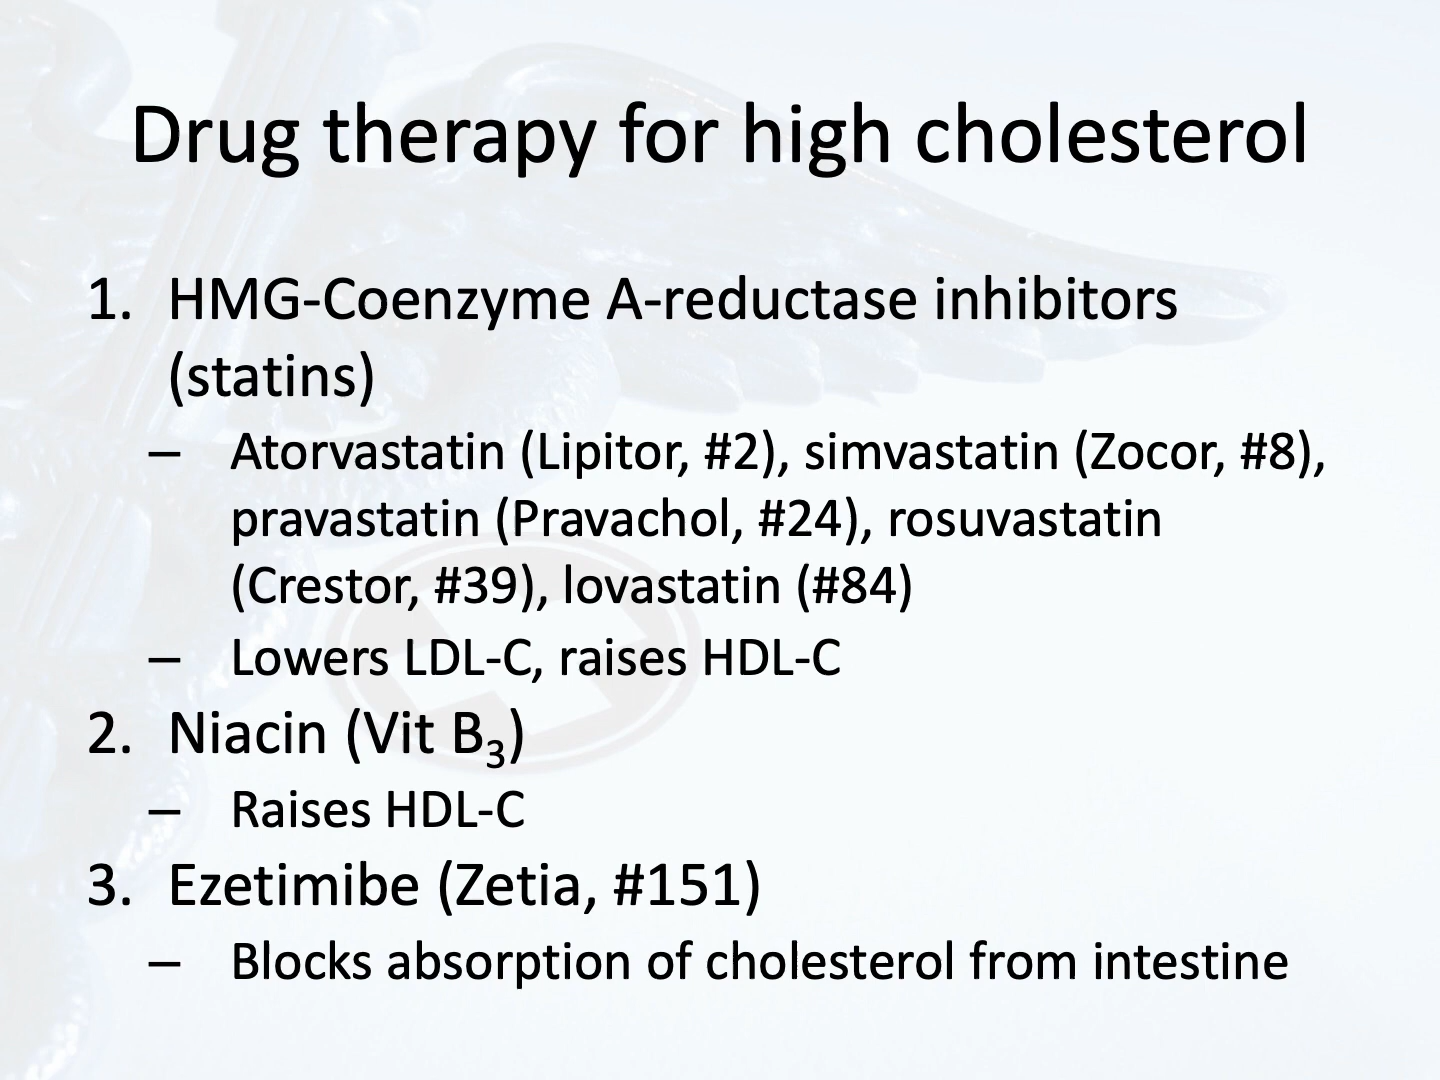 Drug therapy for high cholesterol
1. HMG-Coenzyme A-reductase inhibitors
(statins)
– Atorvastatin (Lipitor, #2), simvastatin (Zocor, #8),
pravastatin (Pravachol, #24), rosuvastatin
(Crestor, #39), lovastatin (#84)
– Lowers LDL-C, raises HDL-C
2. Niacin (Vit B₃)
– Raises HDL-C
3. Ezetimibe (Zetia, #151)
– Blocks absorption of cholesterol from intestine